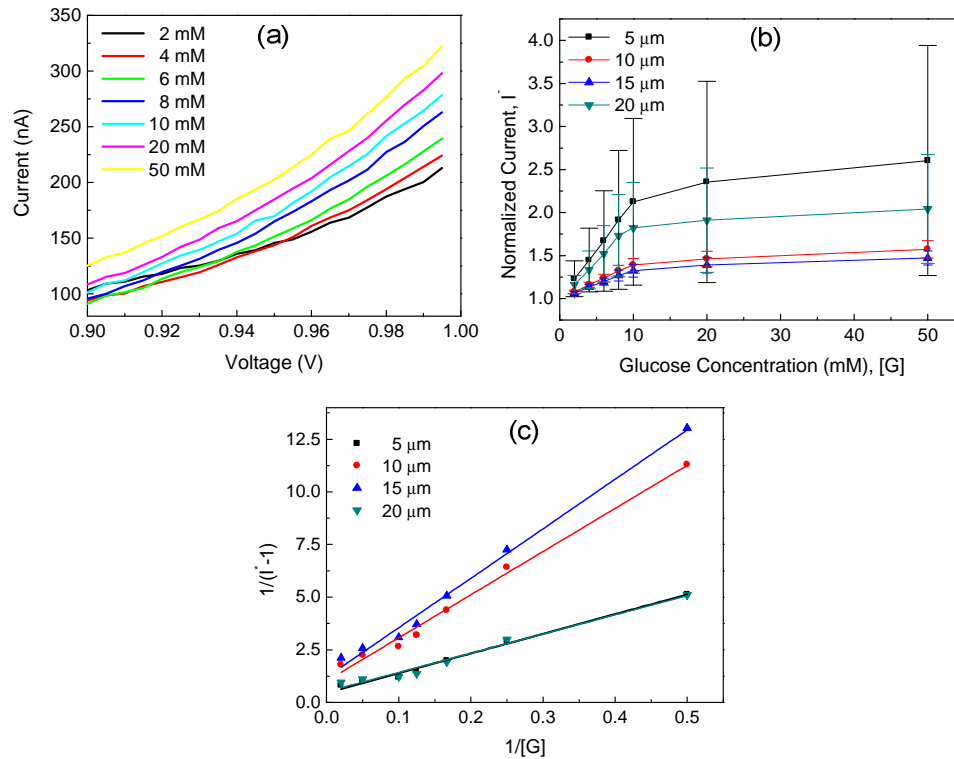 (a)
2 mM
4 mM
6 mM
8 mM
10 mM
20 mM
50 mM
350
300
250
200
150
100
Current (nA)
0.90 0.92 0.94 0.96 0.98 1.00
Voltage (V)
(b)
5 μm
10 μm
15 μm
20 μm
4.0
3.5
3.0
2.5
2.0
1.5
1.0
Normalized Current, I
0 10 20 30 40 50
Glucose Concentration (mM), [G]
(c)
5 μm
10 μm
15 μm
20 μm
12.5
10.0
7.5
5.0
2.5
0.0
1/(I*-1)
0.0 0.1 0.2 0.3 0.4 0.5
1/[G]